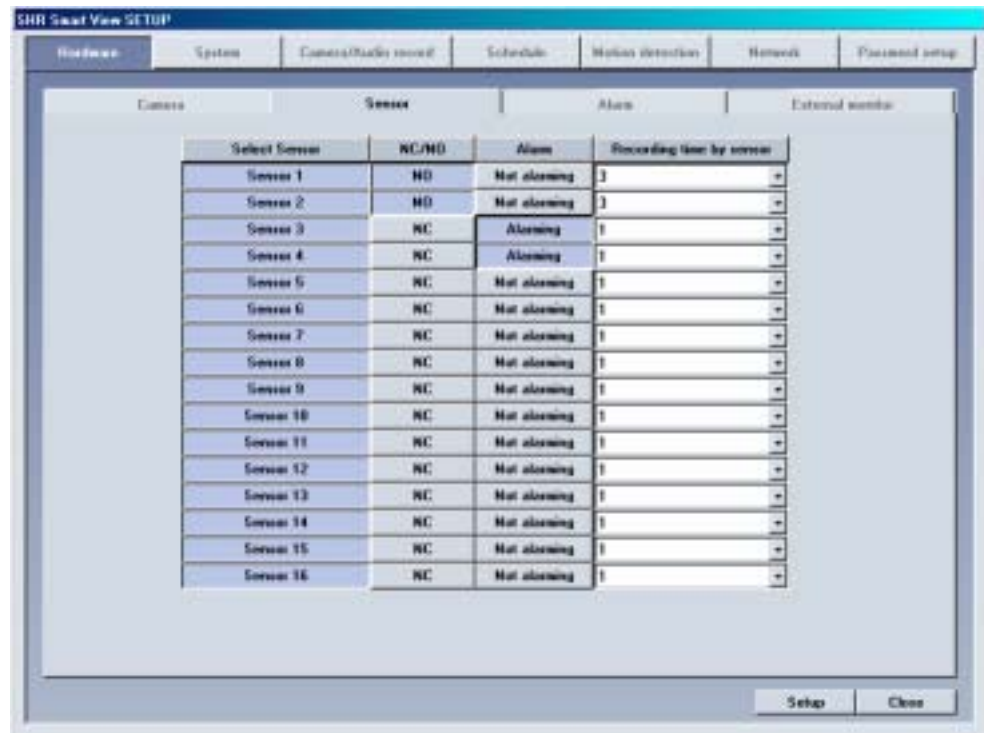 SHR Smart View SETUP
Hardware System Camera/Audio record Schedule Motion detection Network Password setup
Camera Sensor Alarm External monitor
Select Sensor NC/NO Alarm Recording time by sensor
Sensor 1 NO Not alarming 3
Sensor 2 NO Not alarming 3
Sensor 3 NC Alarming 1
Sensor 4 NC Alarming 1
Sensor 5 NC Not alarming 1
Sensor 6 NC Not alarming 1
Sensor 7 NC Not alarming 1
Sensor 8 NC Not alarming 1
Sensor 9 NC Not alarming 1
Sensor 10 NC Not alarming 1
Sensor 11 NC Not alarming 1
Sensor 12 NC Not alarming 1
Sensor 13 NC Not alarming 1
Sensor 14 NC Not alarming 1
Sensor 15 NC Not alarming 1
Sensor 16 NC Not alarming 1
Setup Close